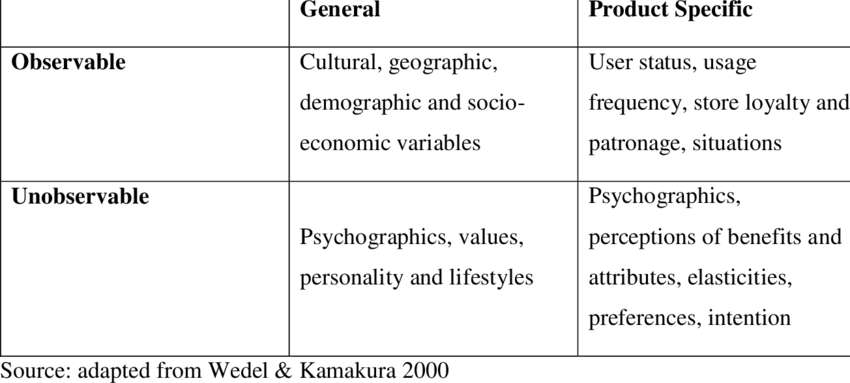 General
Product Specific
Observable
Cultural, geographic,
demographic and socio-
economic variables
User status, usage
frequency, store loyalty and
patronage, situations
Unobservable
Psychographics, values,
personality and lifestyles
Psychographics,
perceptions of benefits and
attributes, elasticities,
preferences, intention
Source: adapted from Wedel & Kamakura 2000